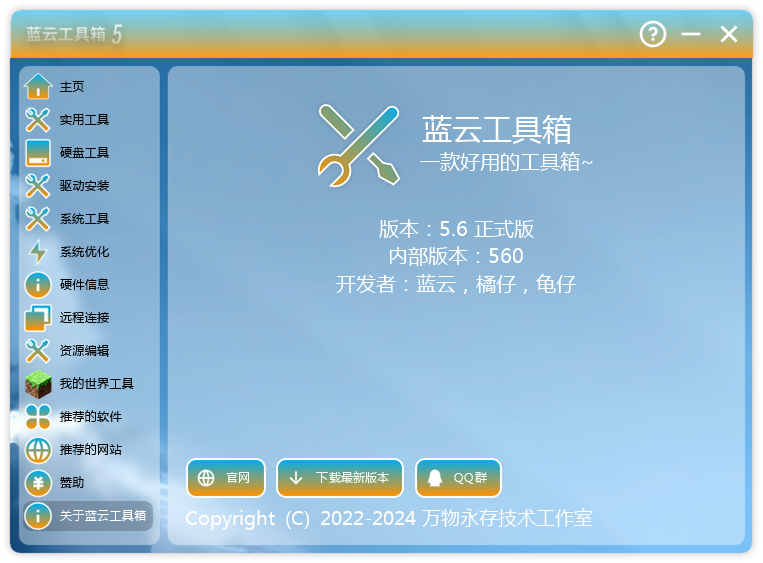 蓝云工具箱 5
主页
实用工具
硬盘工具
驱动安装
系统工具
系统优化
硬件信息
远程连接
资源编辑
我的世界工具
推荐的软件
推荐的网站
赞助
关于蓝云工具箱
蓝云工具箱
一款好用的工具箱~
版本：5.6 正式版
内部版本：560
开发者：蓝云，橘仔，龟仔
官网
下载最新版本
QQ群
Copyright (C) 2022-2024 万物永存技术工作室